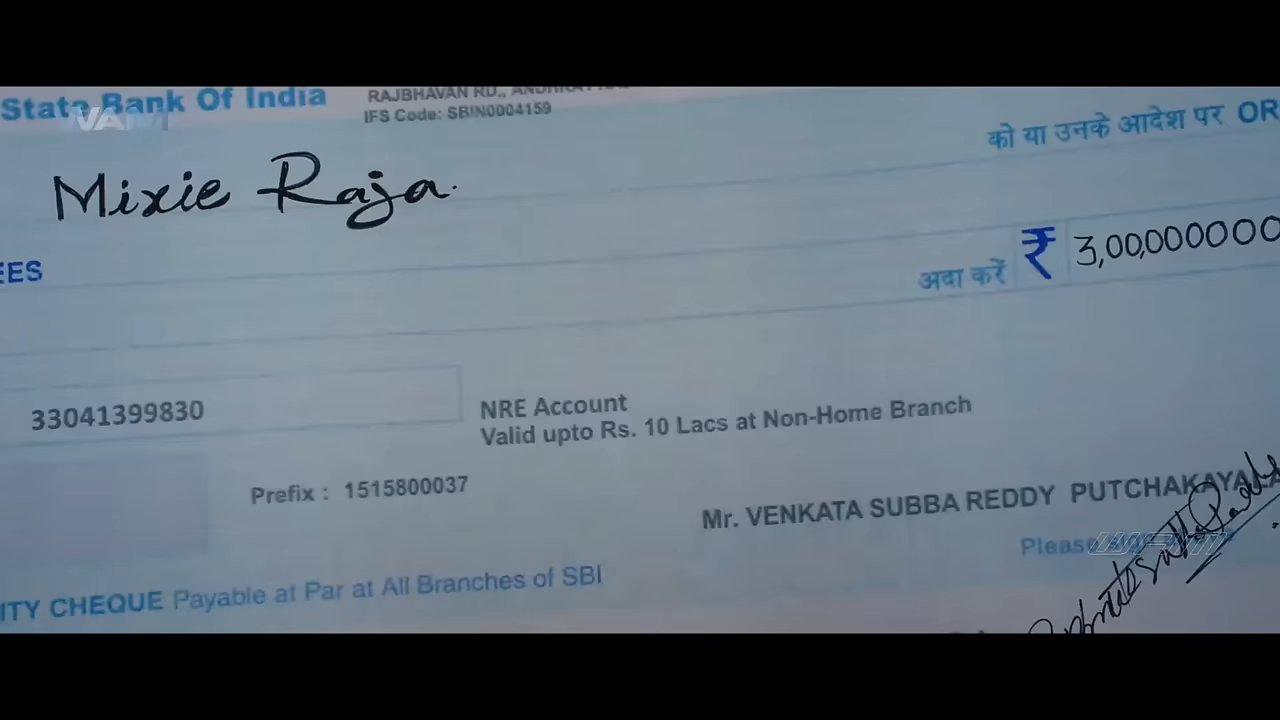 State Bank Of India
RAJBHAVAN RD.,
IFS Code: SBIN0004159
को या उनके आदेश पर OR
Mixie Raja.
EES
अदा करें ₹ 3,00,0000000
33041399830
NRE Account
Valid upto Rs. 10 Lacs at Non-Home Branch
Prefix : 1515800037
Mr. VENKATA SUBBA REDDY PUTCHAKAYALA
Please
ITY CHEQUE Payable at Par at All Branches of SBI